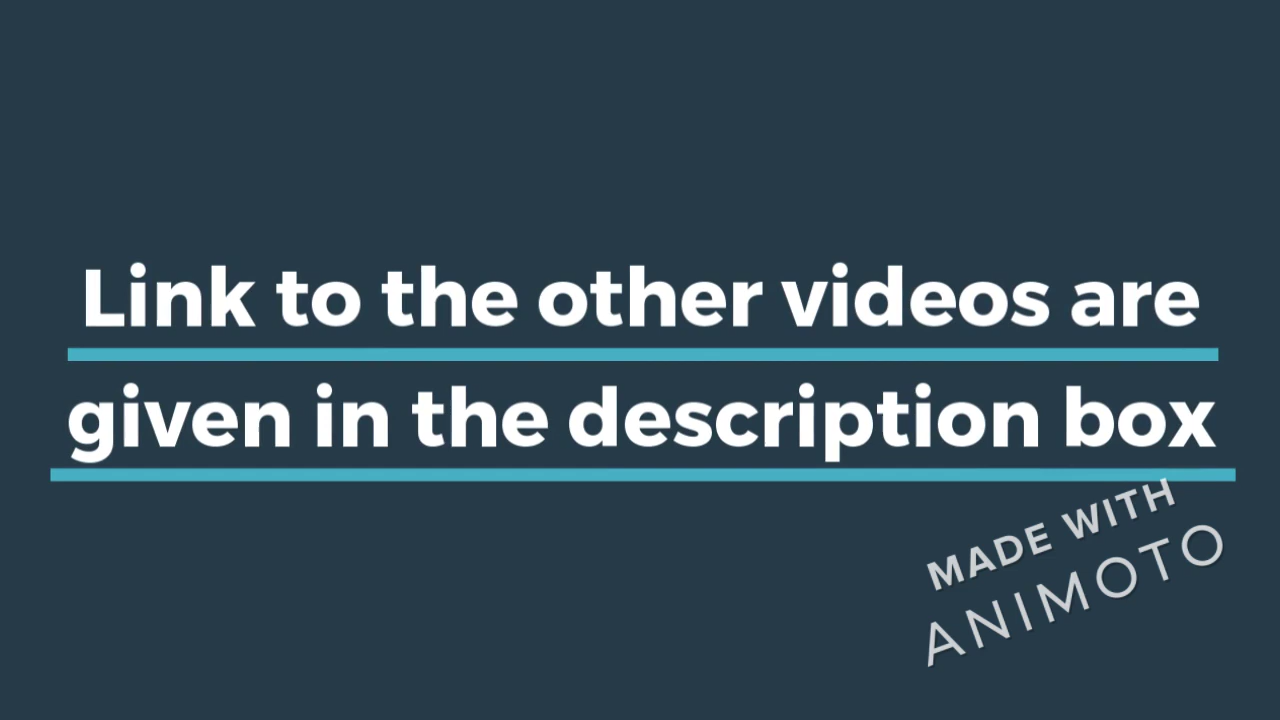 Link to the other videos are
given in the description box
MADE WITH
ANIMOTO